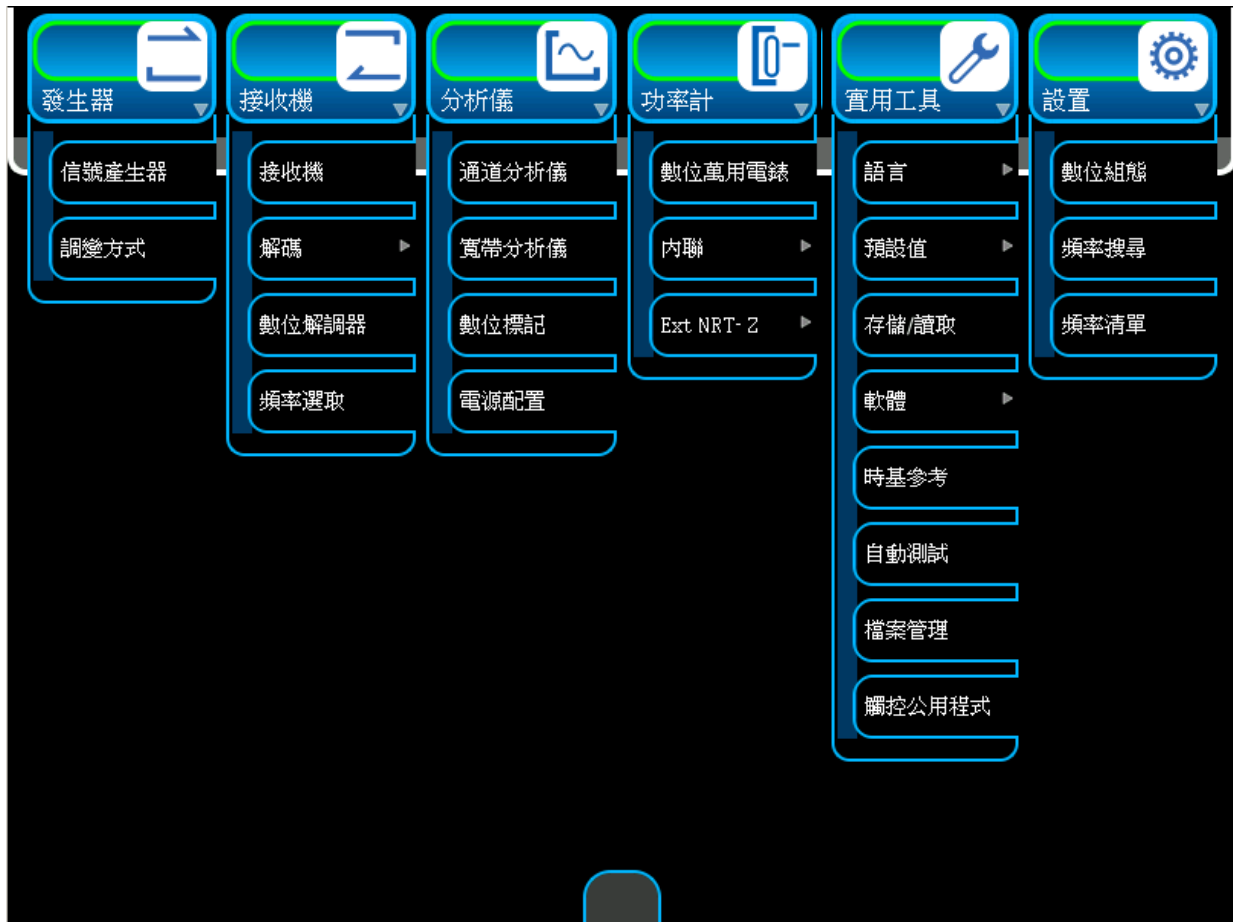 發生器
信號產生器
調變方式
接收機
接收機
解碼
數位解調器
頻率選取
分析儀
通道分析儀
寬帶分析儀
數位標記
電源配置
功率計
數位萬用電錶
内聯
Ext NRT-Z
實用工具
語言
預設值
存儲/讀取
軟體
時基參考
自動測試
檔案管理
觸控公用程式
設置
數位組態
頻率搜尋
頻率清單